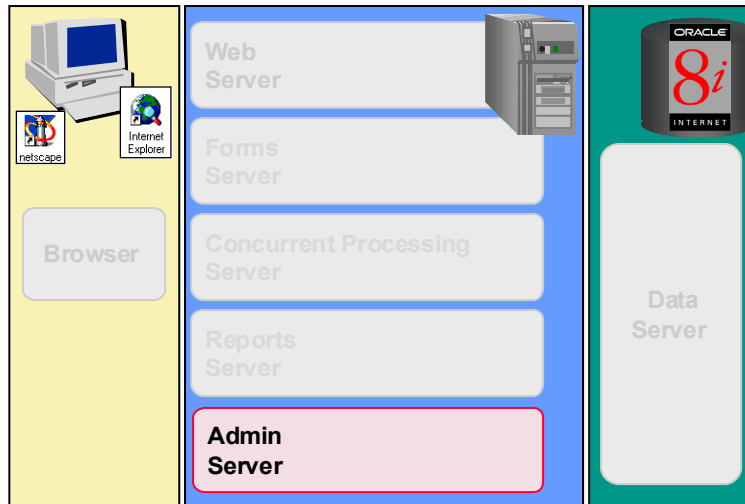 netscape
Internet
Explorer
Browser
Web
Server
Forms
Server
Concurrent Processing
Server
Reports
Server
Admin
Server
ORACLE
8i
INTERNET
Data
Server